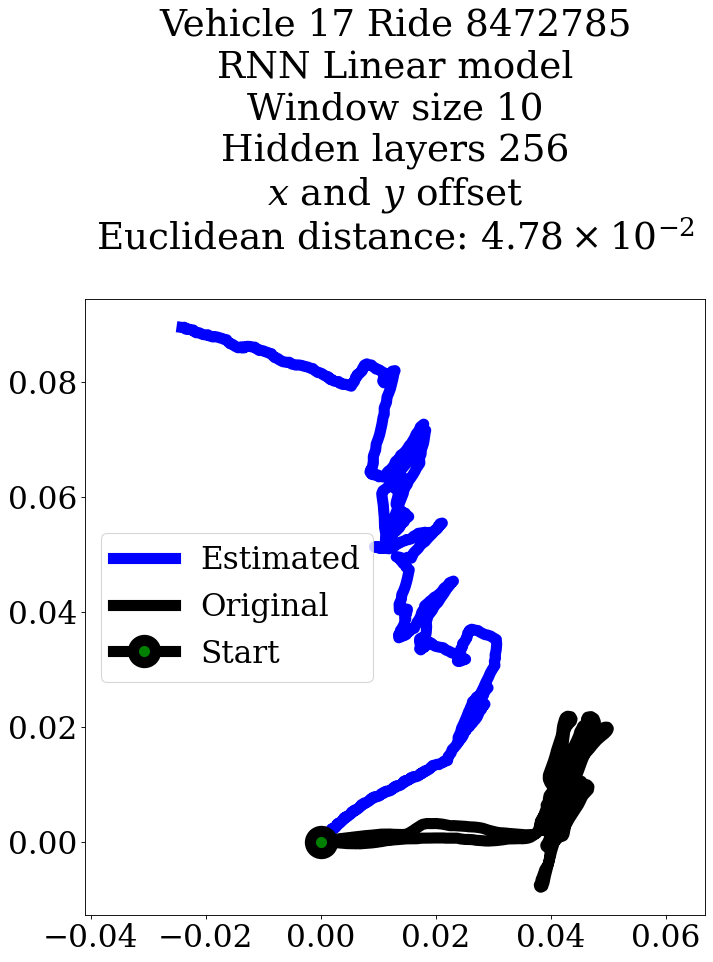 Vehicle 17 Ride 8472785
RNN Linear model
Window size 10
Hidden layers 256
x and y offset
Euclidean distance: 4.78 × 10⁻²
0.08
0.06
0.04
0.02
0.00
Estimated
Original
Start
−0.04 −0.02 0.00 0.02 0.04 0.06